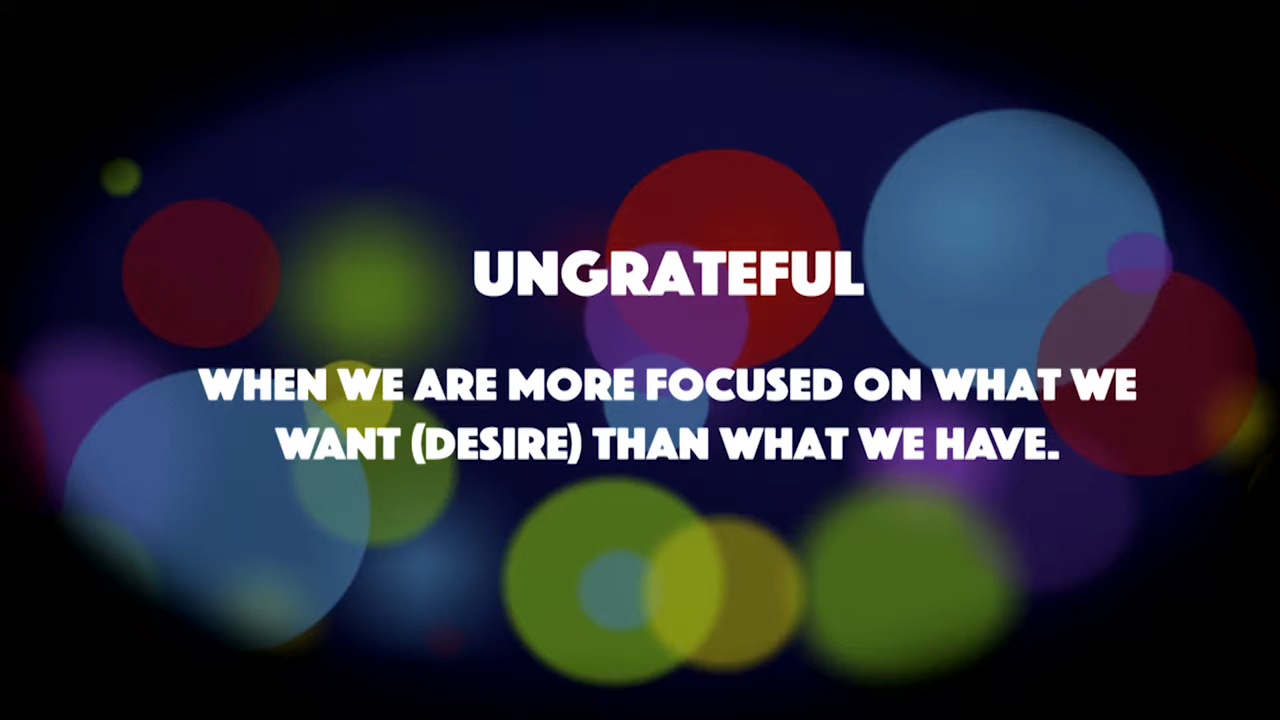 UNGRATEFUL
WHEN WE ARE MORE FOCUSED ON WHAT WE
WANT (DESIRE) THAN WHAT WE HAVE.